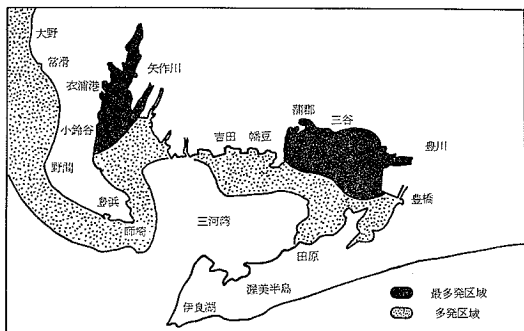 大野
常滑
衣浦港
矢作川
小鈴谷
蒲郡
三谷
吉田
幡豆
豊川
野間
豊浜
豊橋
師崎
三河湾
田原
渥美半島
伊良湖
最多発区域
多発区域